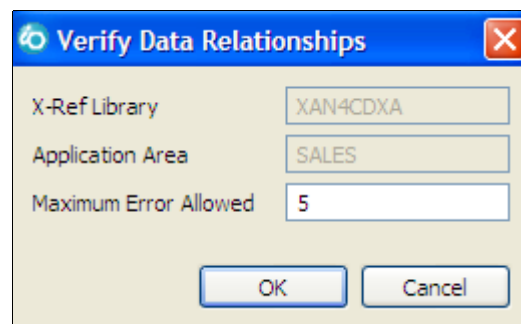 Verify Data Relationships
X-Ref Library XAN4CDXA
Application Area SALES
Maximum Error Allowed 5
OK Cancel